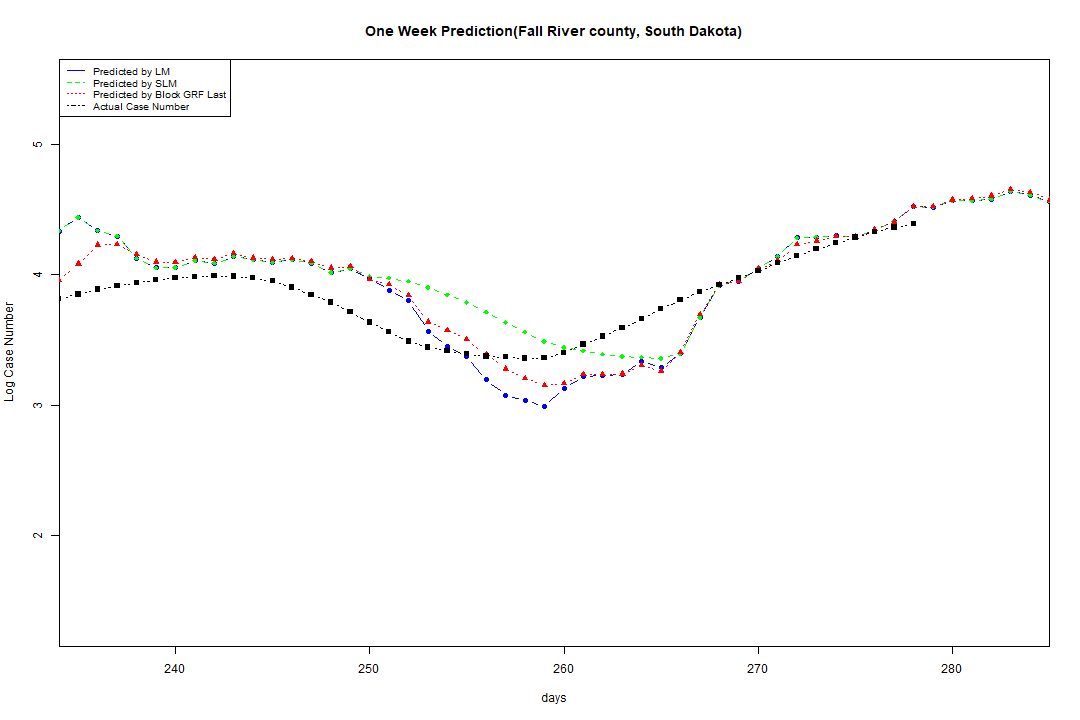 One Week Prediction(Fall River county, South Dakota)
Predicted by LM
Predicted by SLM
Predicted by Block GRF Last
Actual Case Number
5
4
3
2
Log Case Number
240
250
260
270
280
days